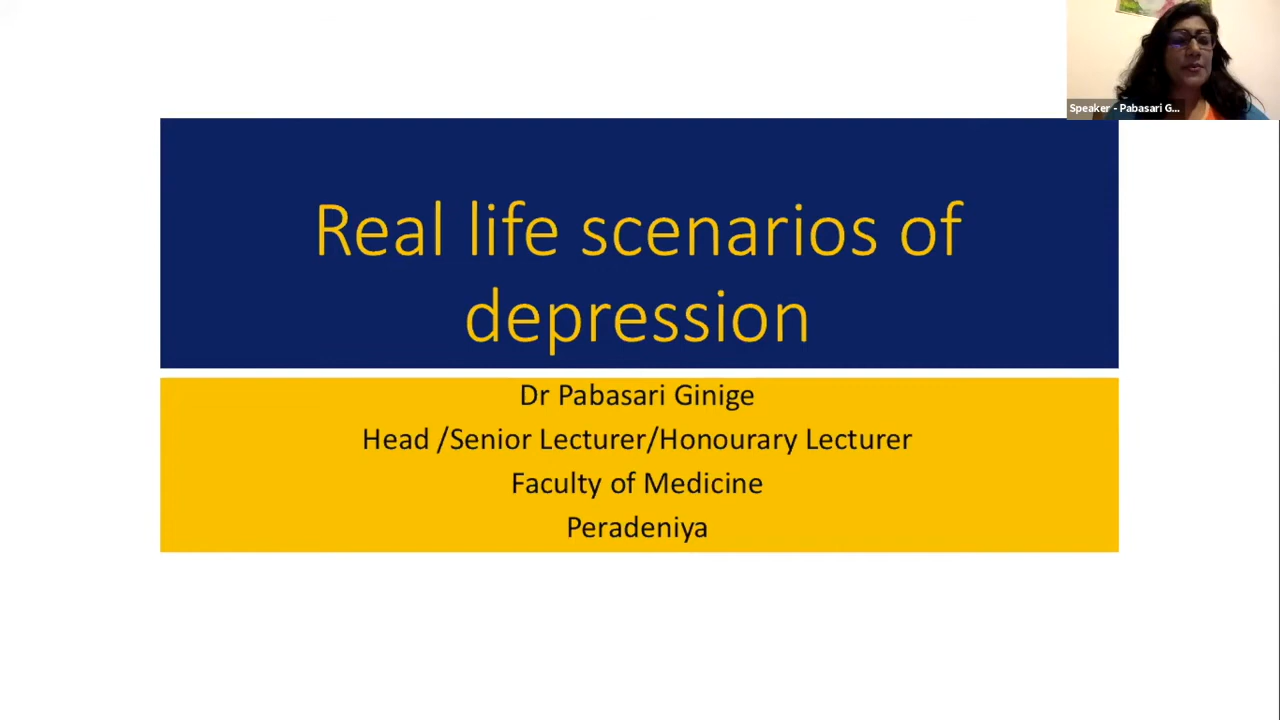 Speaker - Pabasari G...
Real life scenarios of
depression
Dr Pabasari Ginige
Head /Senior Lecturer/Honourary Lecturer
Faculty of Medicine
Peradeniya